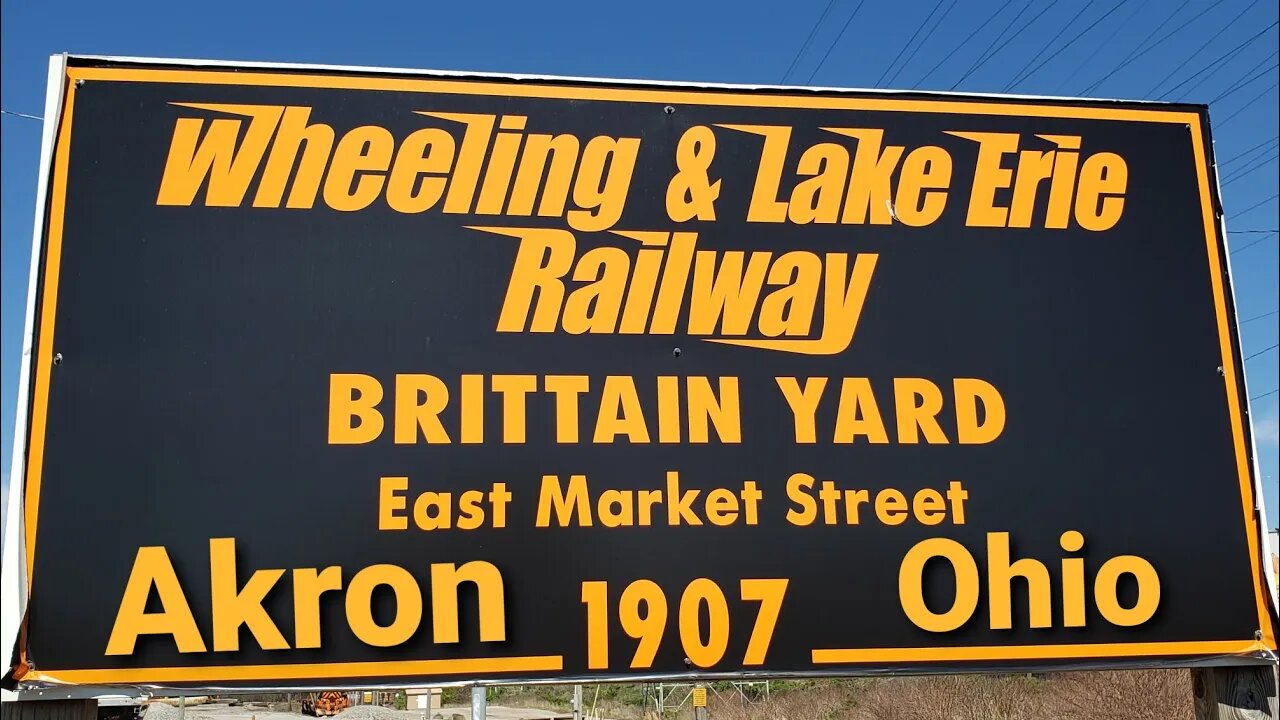 Wheeling & Lake Erie
Railway
BRITTAIN YARD
East Market Street
Akron 1907 Ohio